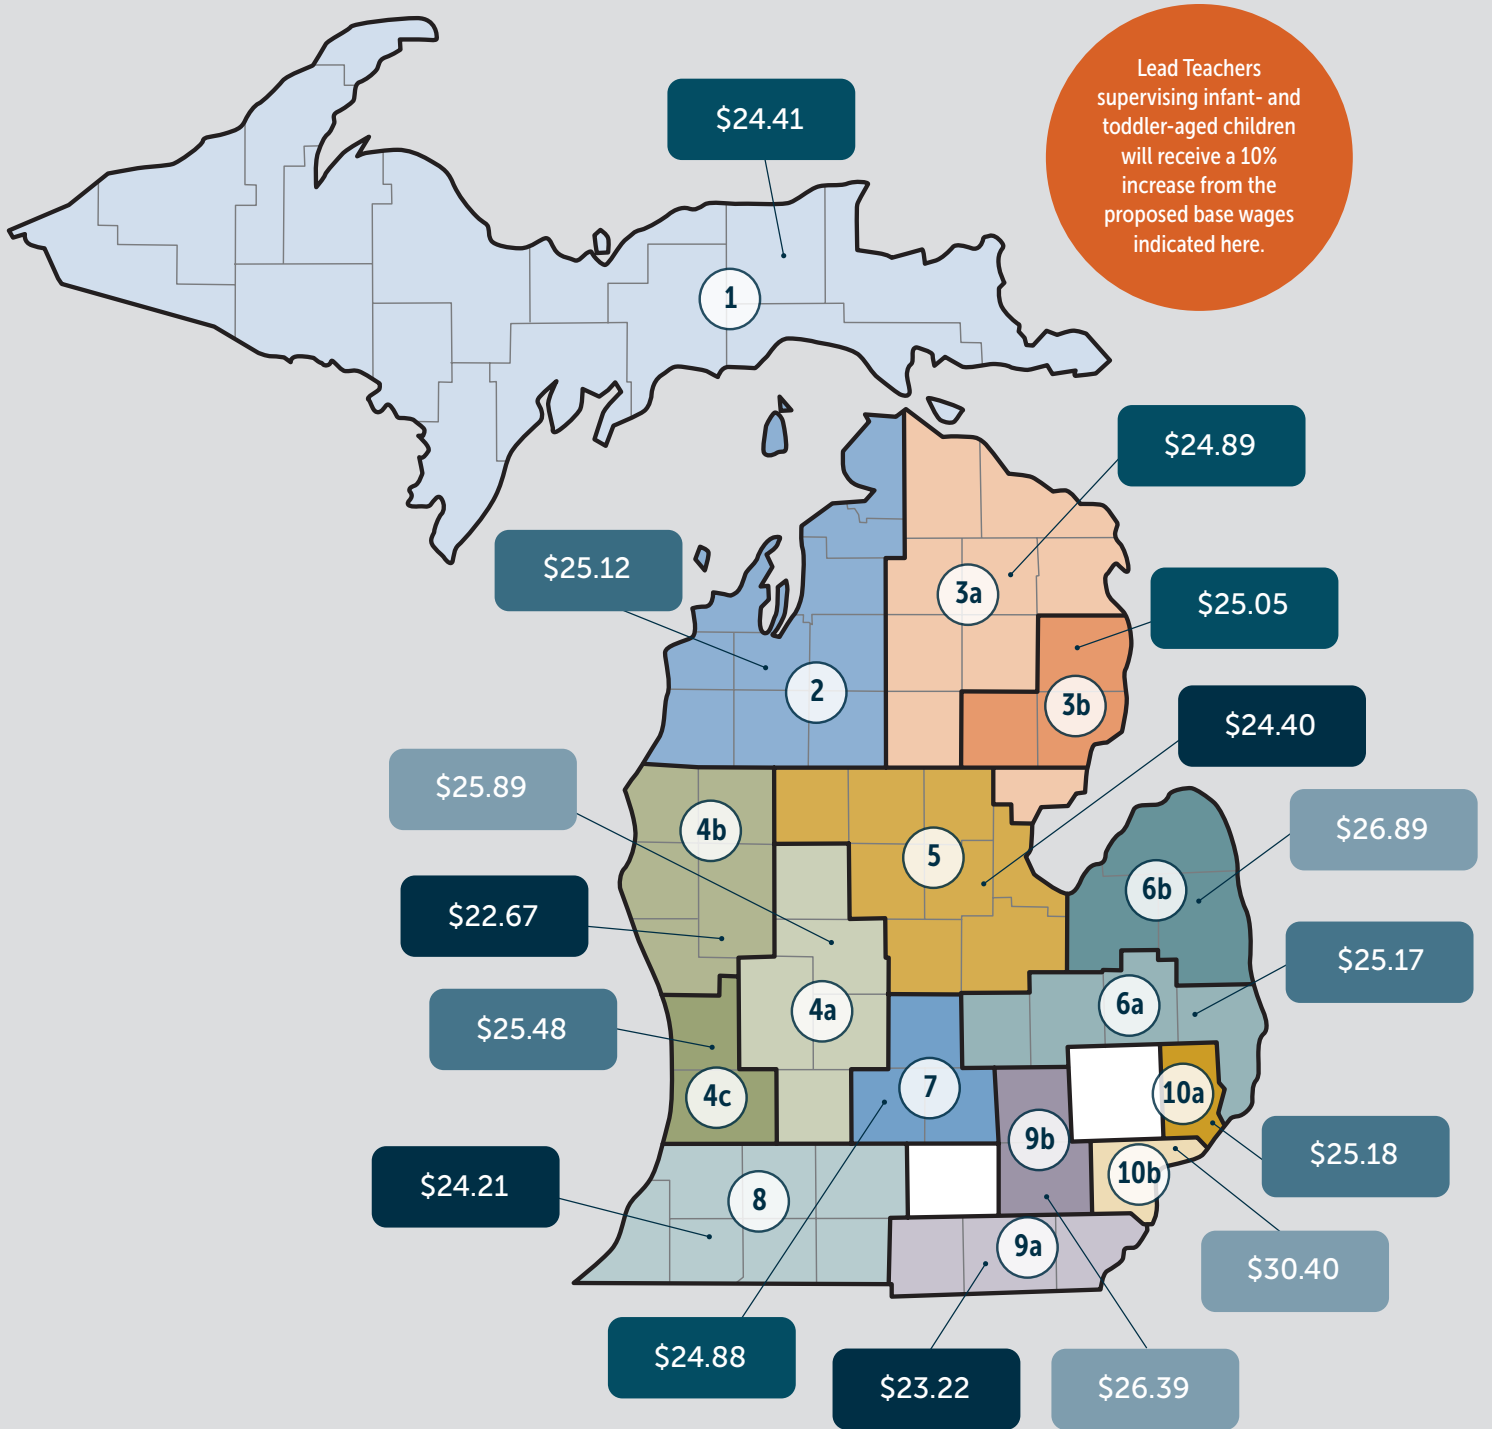 Lead Teachers
supervising infant- and
toddler-aged children
will receive a 10%
increase from the
proposed base wages
indicated here.
$24.41
1
$24.89
$25.12
3a
$25.05
2
3b
$24.40
$25.89
4b
5
$26.89
6b
$22.67
$25.17
4a
6a
$25.48
4c
7
10a
9b
$25.18
10b
$24.21
8
9a
$30.40
$24.88
$23.22
$26.39